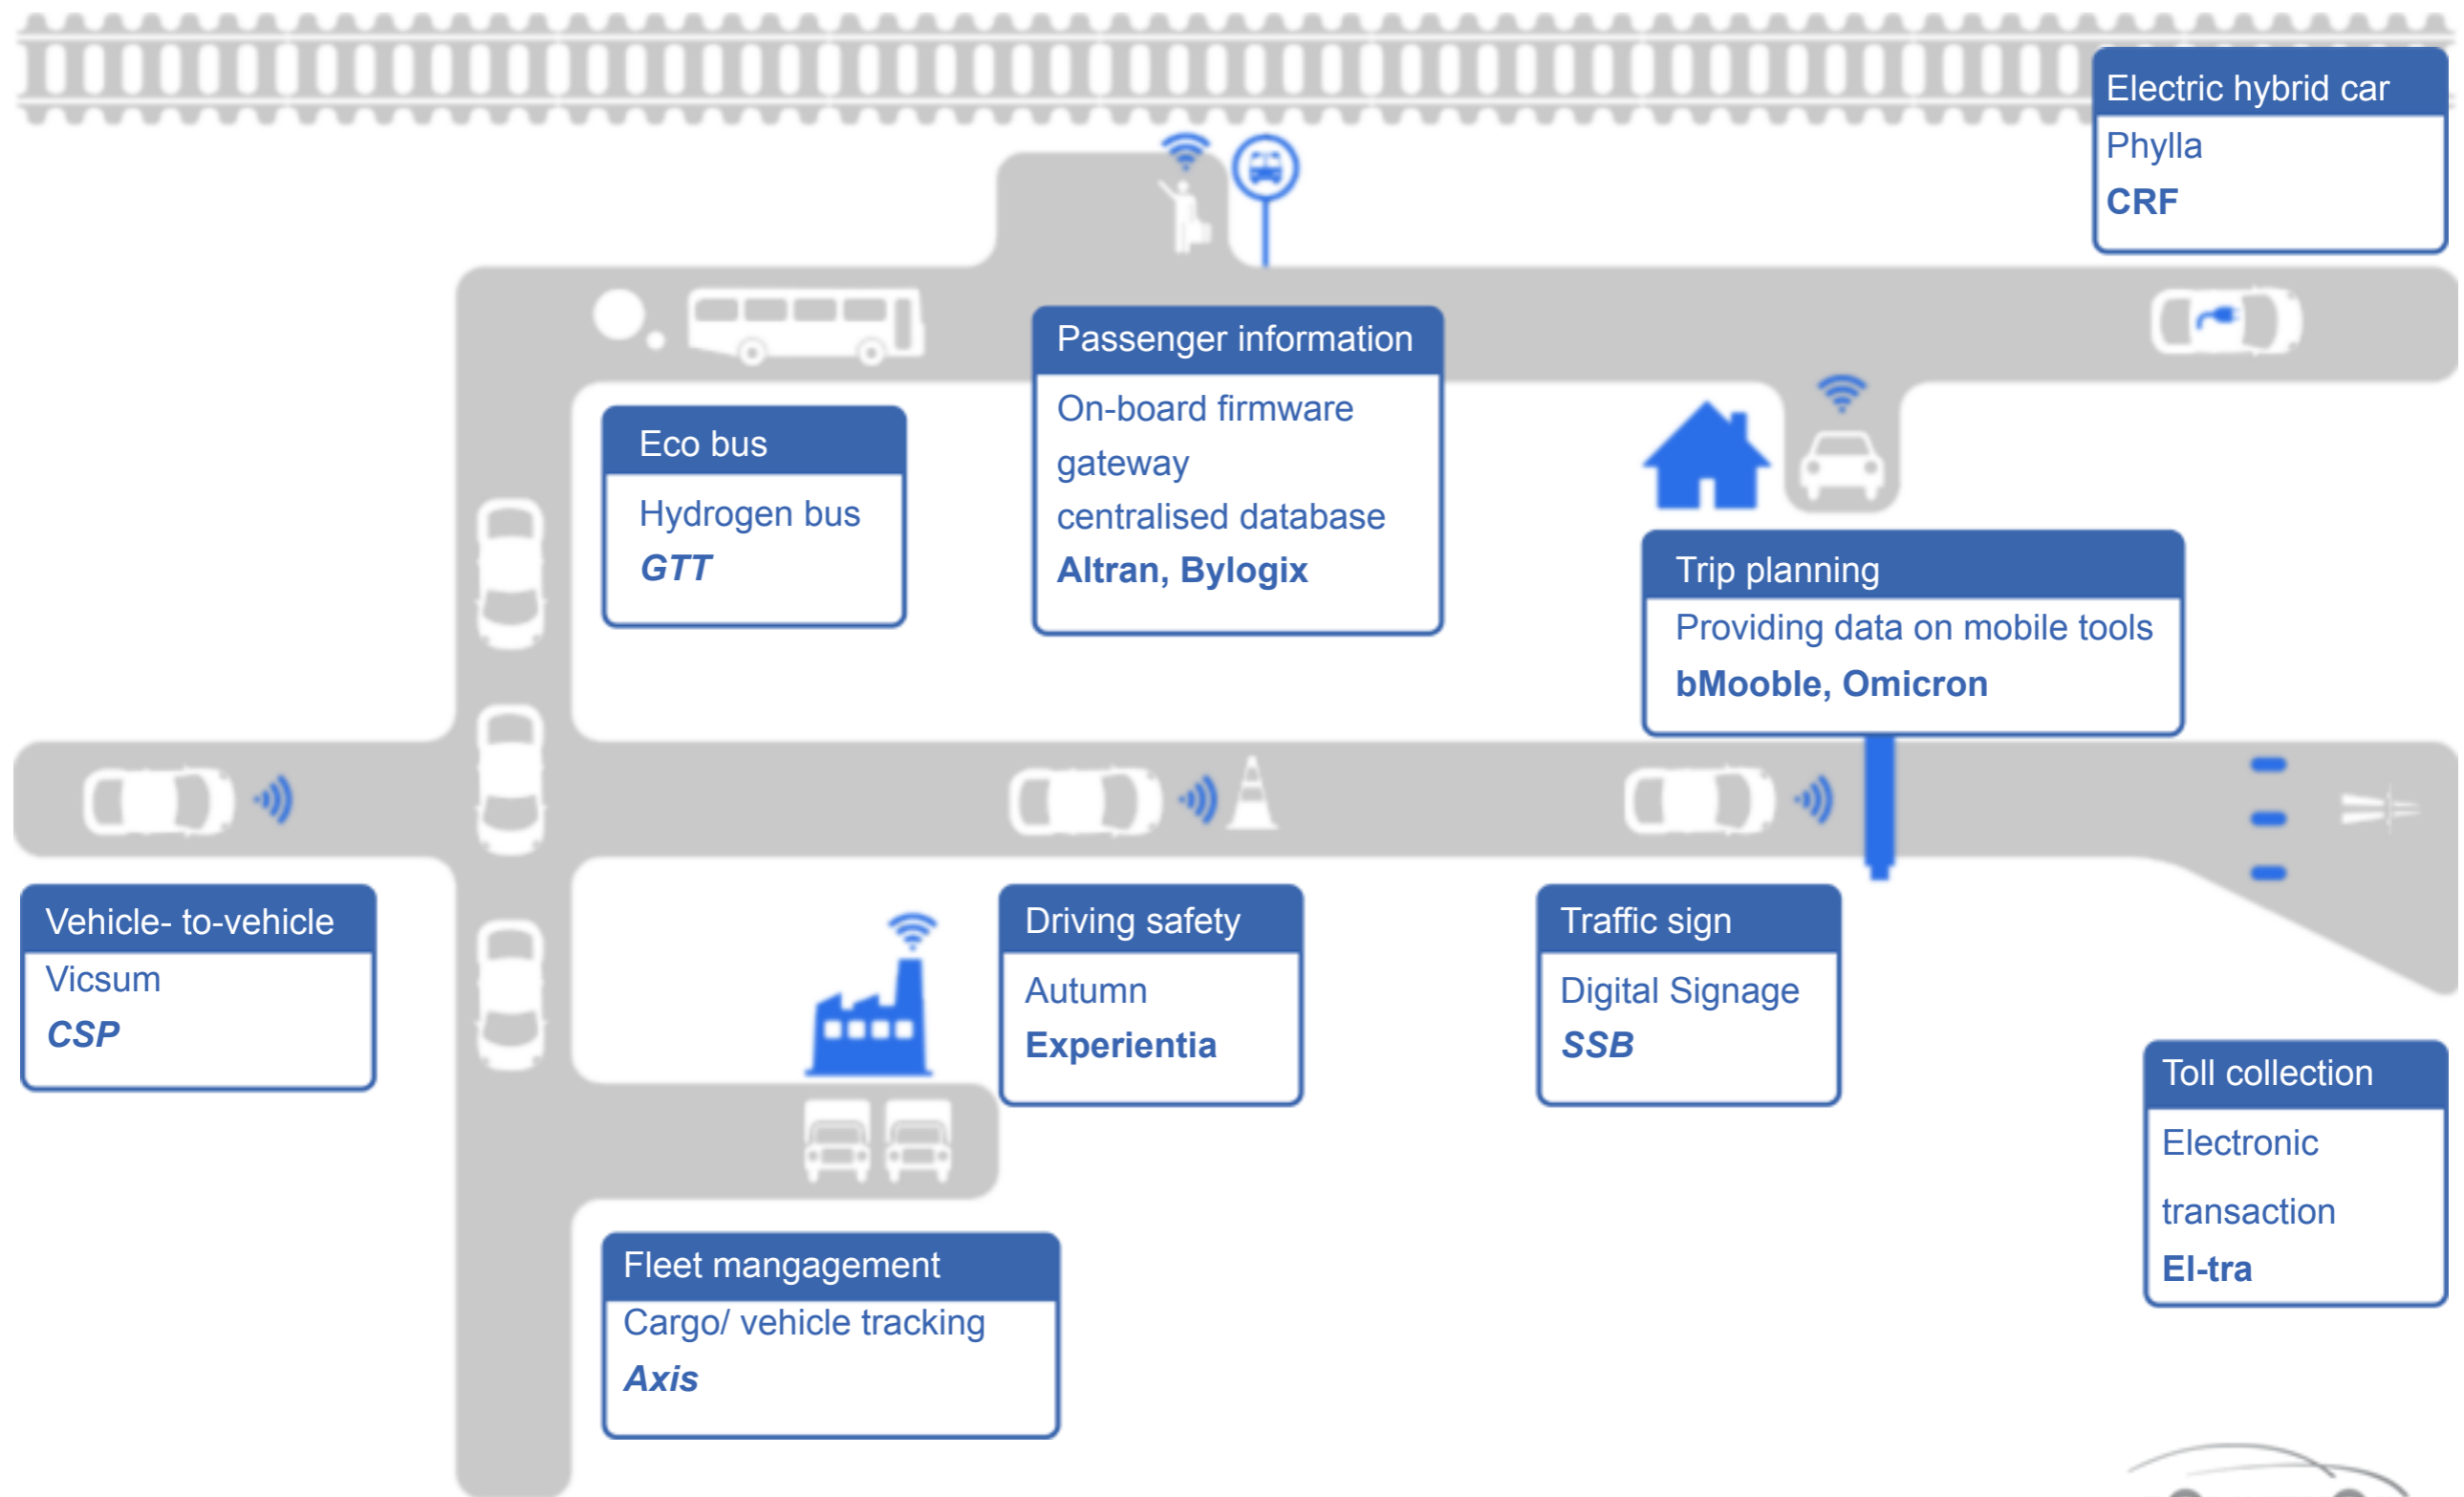 Electric hybrid car
Phylla
CRF
Passenger information
On-board firmware
gateway
centralised database
Altran, Bylogix
Eco bus
Hydrogen bus
GTT
Trip planning
Providing data on mobile tools
bMooble, Omicron
Vehicle- to-vehicle
Vicsum
CSP
Driving safety
Autumn
Experientia
Traffic sign
Digital Signage
SSB
Toll collection
Electronic
transaction
El-tra
Fleet mangagement
Cargo/ vehicle tracking
Axis